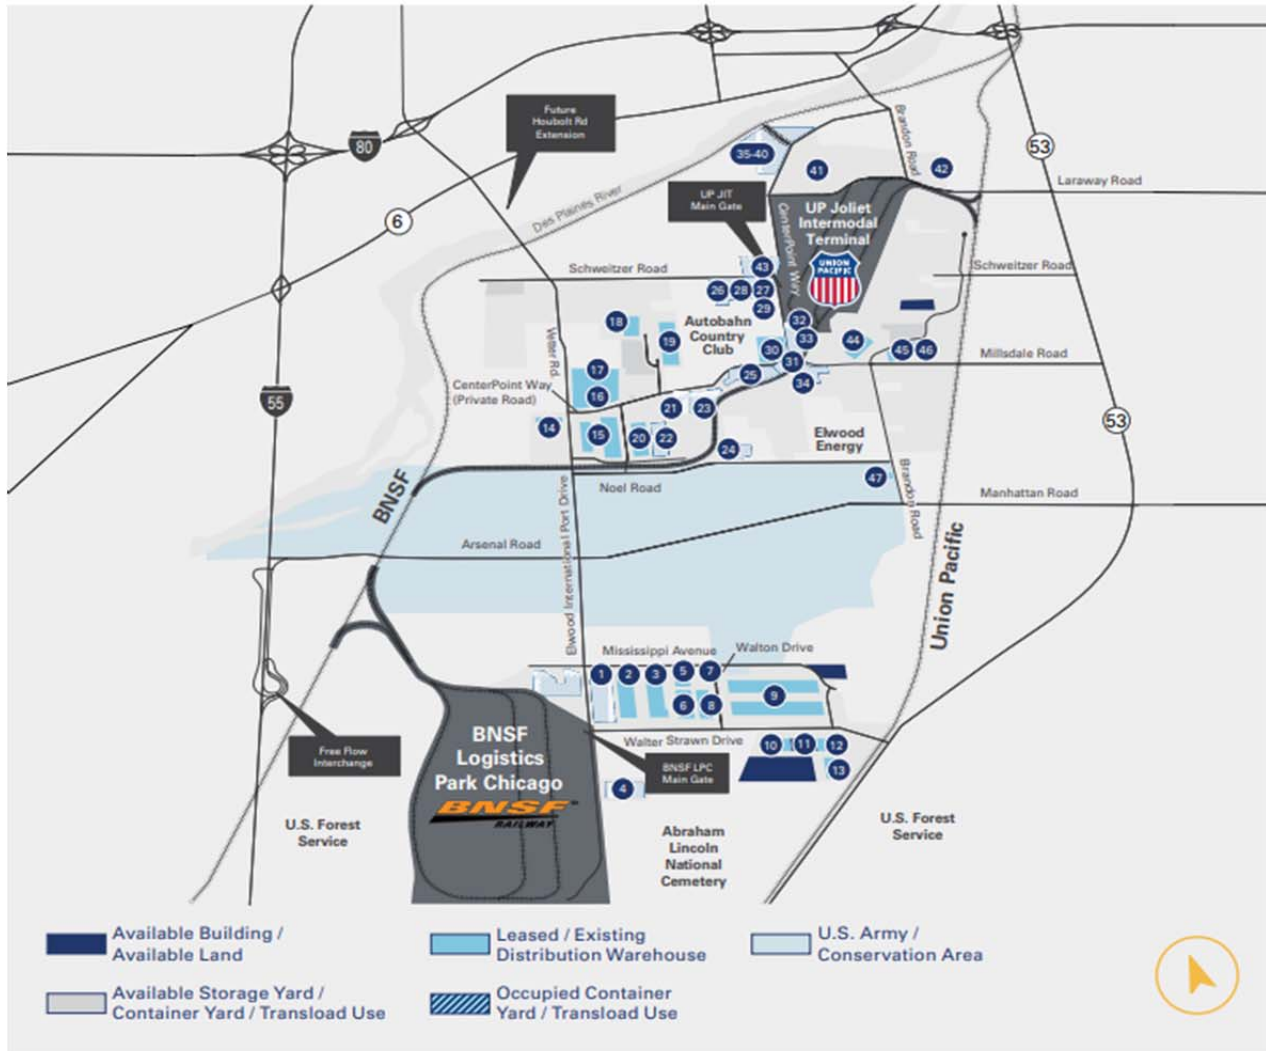 Future
Houbolt Rd
Extension
80
6
53
Brandon Road
Laraway Road
35-40
41
42
Des Plaines River
UP JIT
Main Gate
CenterPoint Way
UP Joliet
Intermodal
Terminal
UNION
PACIFIC
Schweitzer Road
Schweitzer Road
43
26
28
27
29
18
19
Autobahn
Country
Club
32
33
44
45
46
Millsdale Road
30
31
25
34
Vetter Rd.
17
16
CenterPoint Way
(Private Road)
55
53
14
15
20
21
22
23
24
Elwood
Energy
47
BNSF
Noel Road
Brandon Road
Manhattan Road
Arsenal Road
Elwood International Port Drive
Union Pacific
Mississippi Avenue
Walton Drive
1
2
3
5
7
6
8
9
Free Flow
Interchange
BNSF
Logistics
Park Chicago
BNSF
RAILWAY
Walter Strawn Drive
BNSF LPC
Main Gate
10
11
12
13
4
U.S. Forest
Service
Abraham
Lincoln
National
Cemetery
U.S. Forest
Service
Available Building /
Available Land
Leased / Existing
Distribution Warehouse
U.S. Army /
Conservation Area
Available Storage Yard /
Container Yard / Transload Use
Occupied Container
Yard / Transload Use